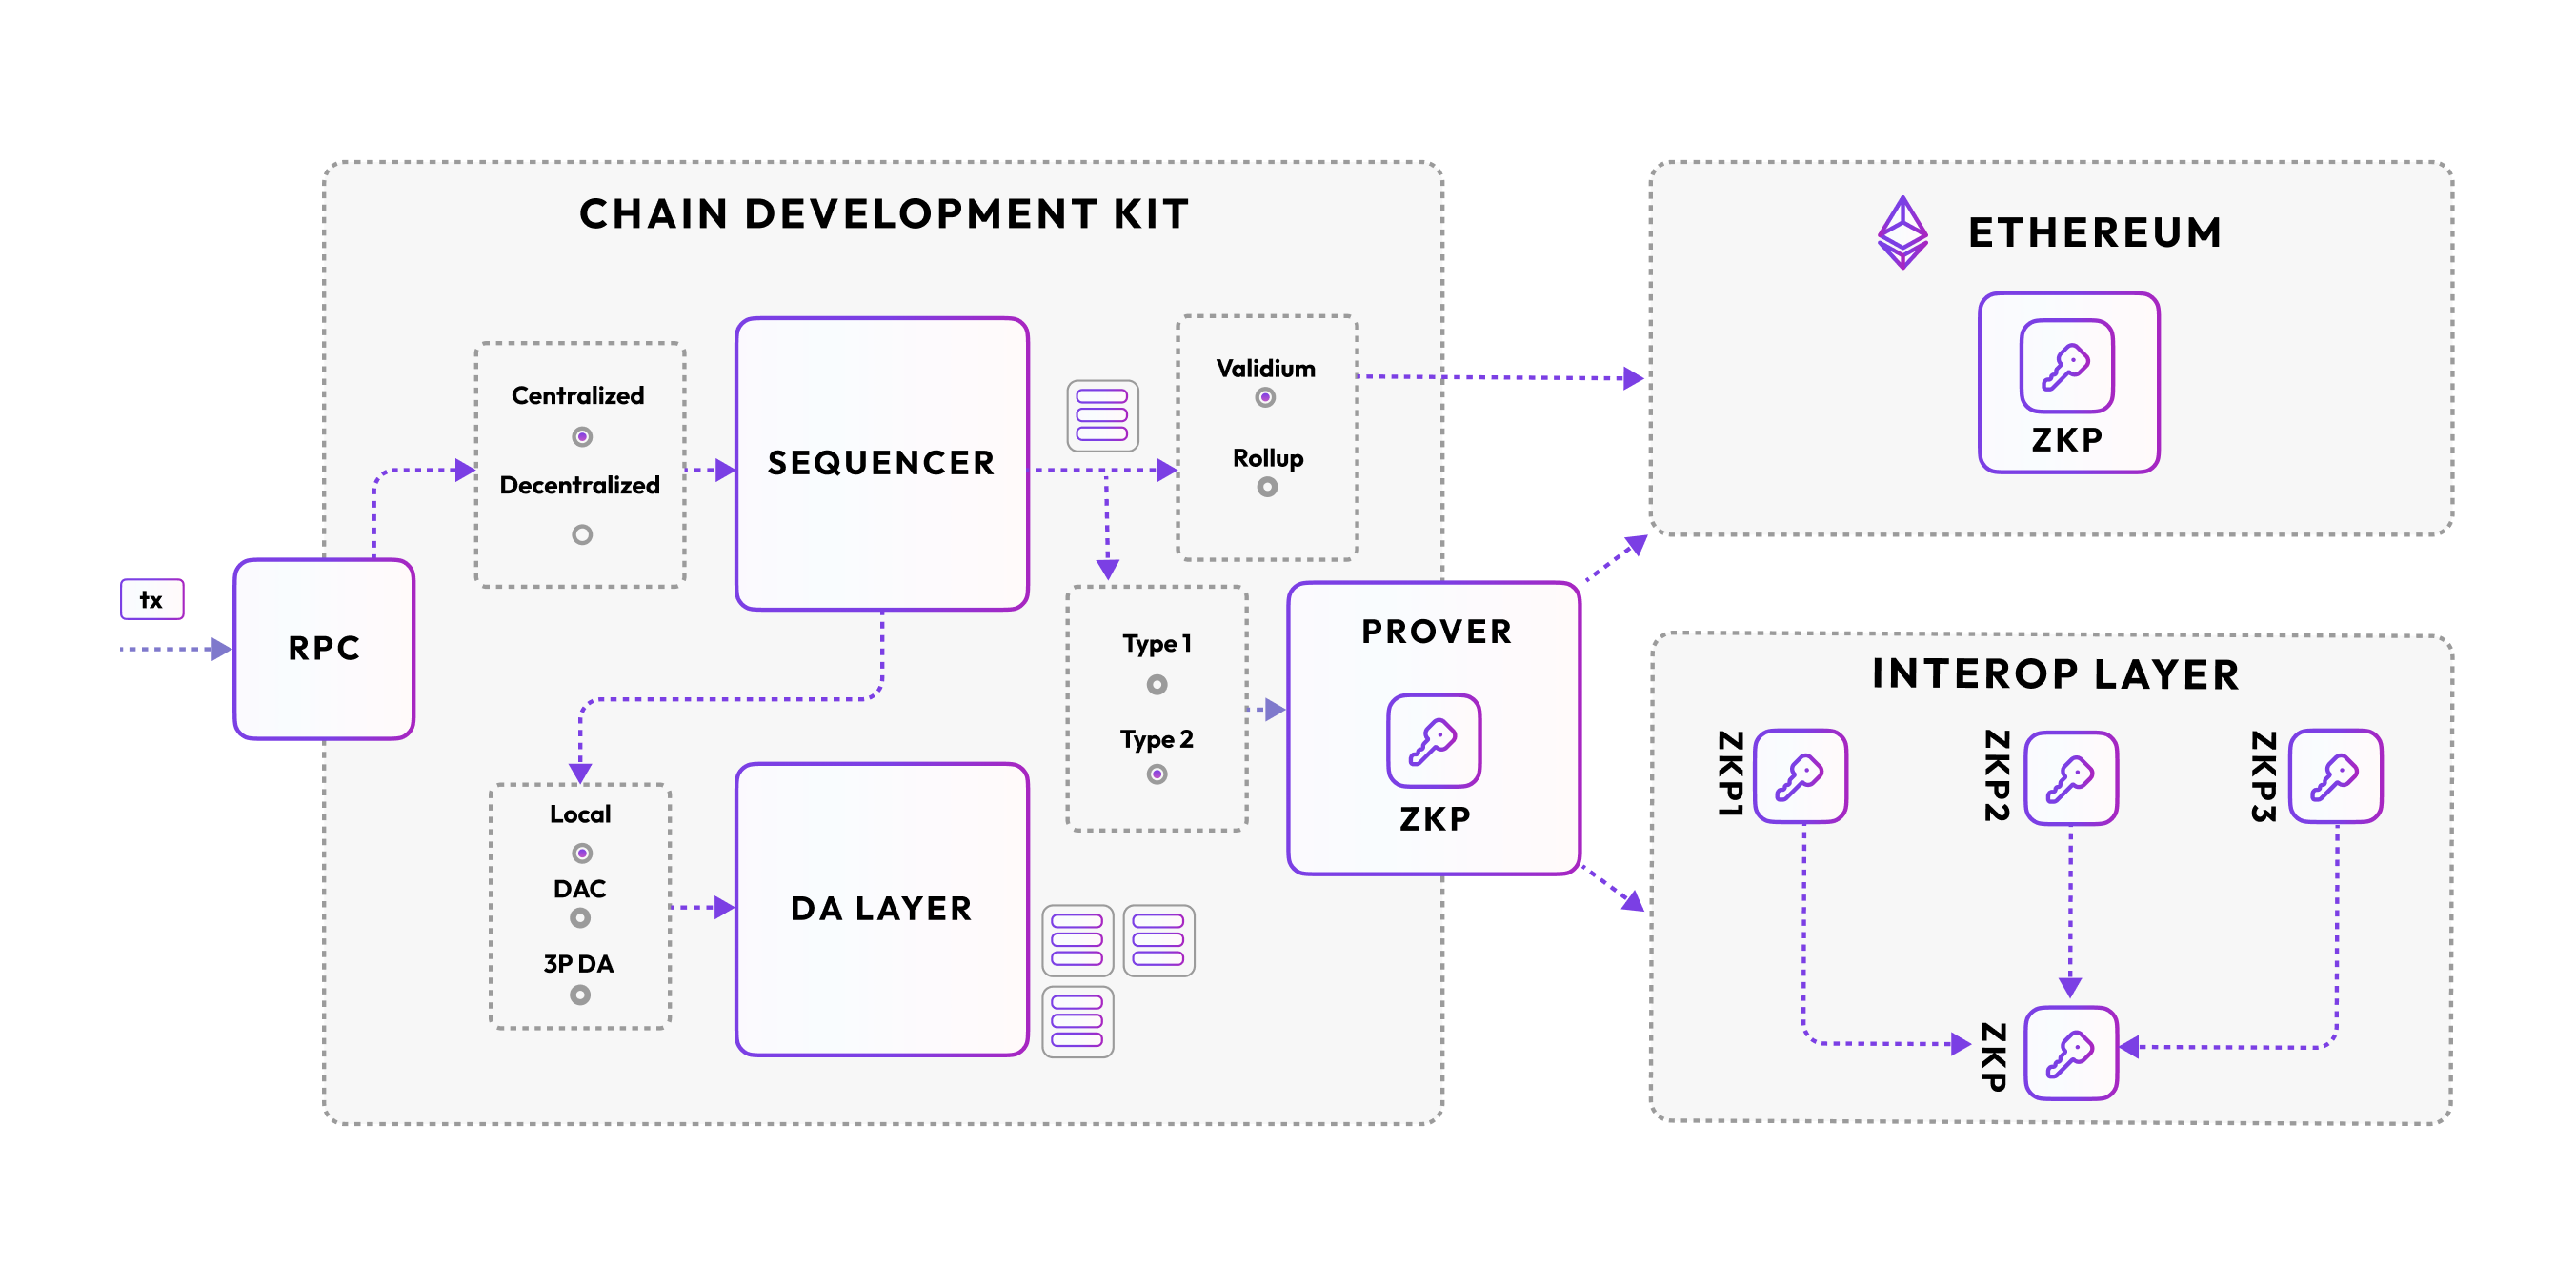 CHAIN DEVELOPMENT KIT
Centralized
Decentralized
SEQUENCER
Validium
Rollup
tx
RPC
Type 1
Type 2
PROVER
ZKP
Local
DAC
3P DA
DA LAYER
ETHEREUM
ZKP
INTEROP LAYER
ZKP1
ZKP2
ZKP3
ZKP